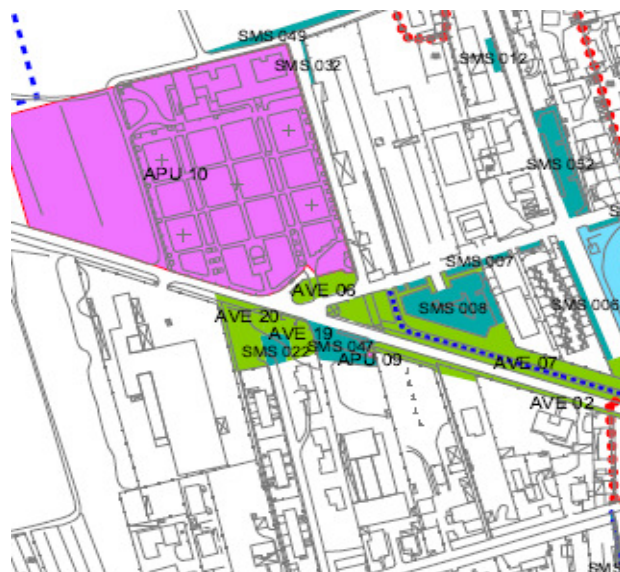 SMS 049
SMS 032
SMS 012
SMS 052
APU 10
SMS 007
AVE 06
SMS 008
SMS 006
AVE 20
AVE 19
SMS 022
SMS 047
APU 09
AVE 07
AVE 02